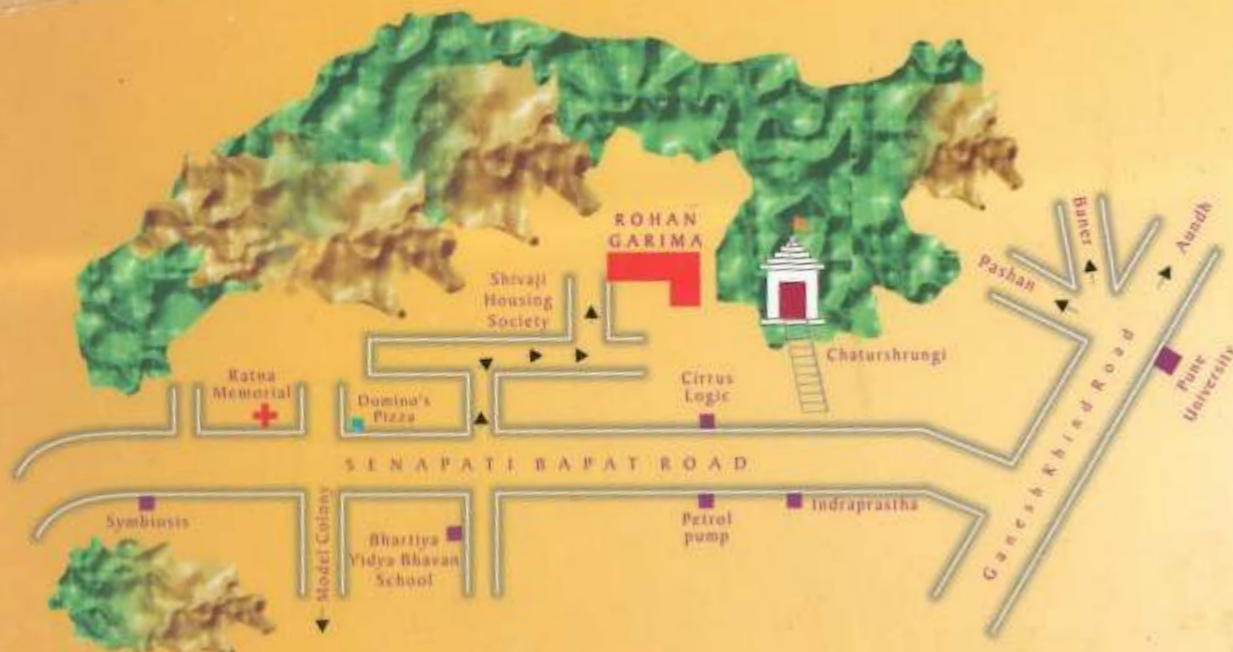 ROHAN
GARIMA
Shivaji
Housing
Society
Baner
Aundh
Pashan
Chaturshrungi
Ratna
Memorial
Domino's
Pizza
Cirrus
Logic
Pune
University
Ganesh Khind Road
SENAPATI BAPAT ROAD
Symbiosis
Model Colony
Bhartiya
Vidya Bhavan
School
Petrol
pump
Indraprastha